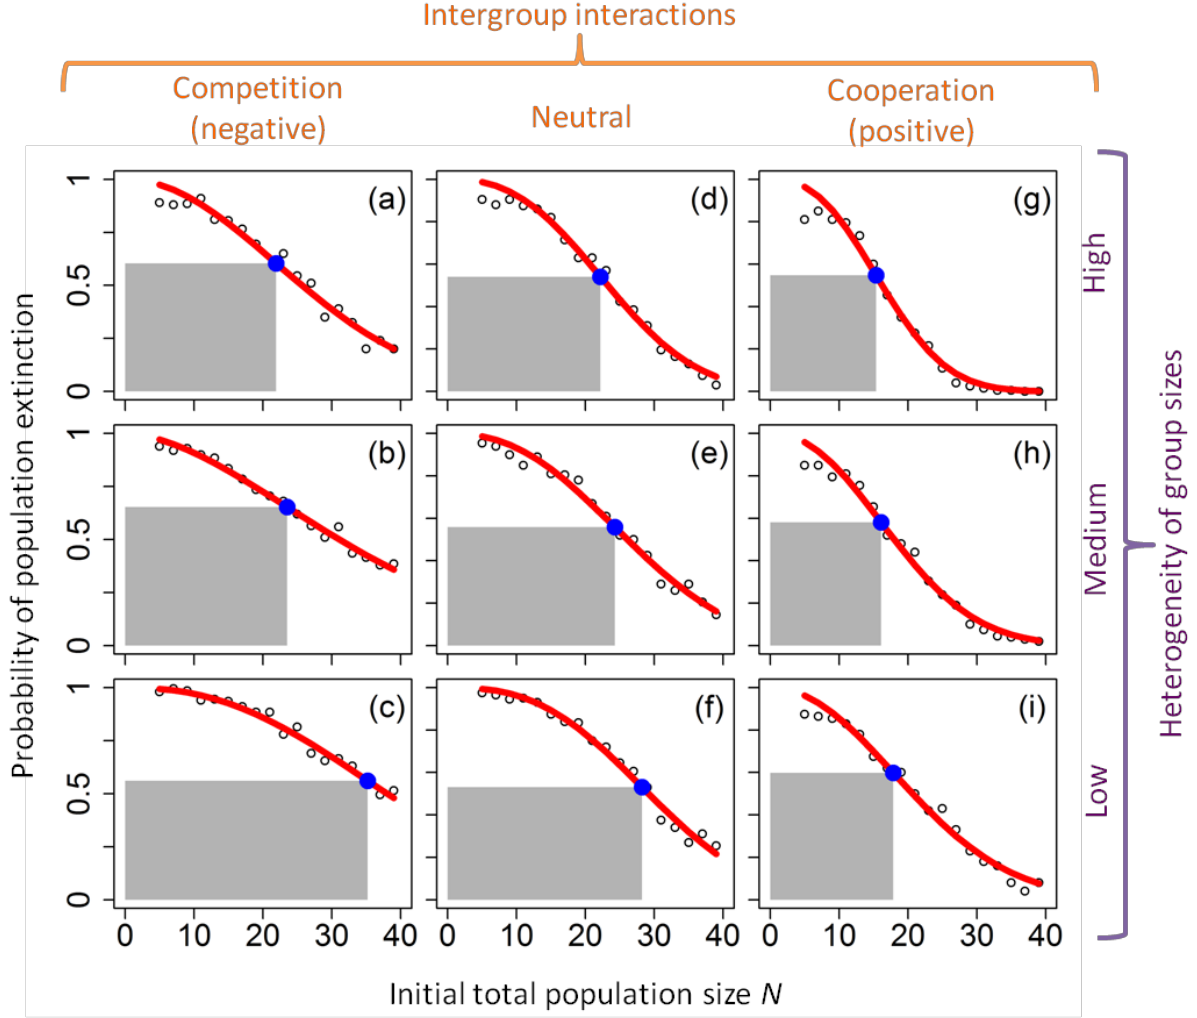 Intergroup interactions
Competition
(negative)
Neutral
Cooperation
(positive)
1
0.5
0
(a)
(d)
(g)
High
1
0.5
0
(b)
(e)
(h)
Medium
1
0.5
0
(c)
(f)
(i)
Low
0 10 20 30 40
0 10 20 30 40
0 10 20 30 40
Probability of population extinction
Initial total population size N
Heterogeneity of group sizes